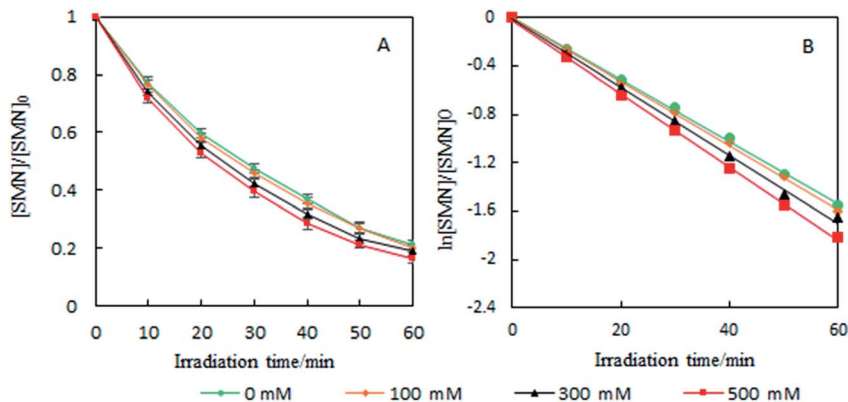 A
B
[SMN]/[SMN]0
1
0.8
0.6
0.4
0.2
0
0 10 20 30 40 50 60
Irradiation time/min
ln[SMN]/[SMN]0
0
-0.4
-0.8
-1.2
-1.6
-2
-2.4
0 20 40 60
Irradiation time/min
0 mM 100 mM 300 mM 500 mM